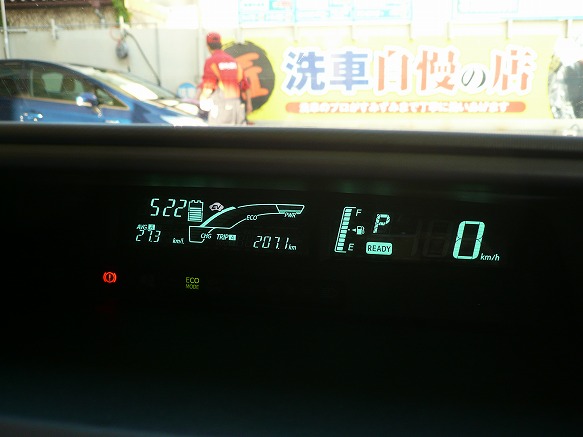 洗車自慢の店
5:22
ECO
PWR
CHG
AVG A
27.3 km/L
TRIP A
207.1 km
F
E
P
READY
0 km/h
ECO
MODE